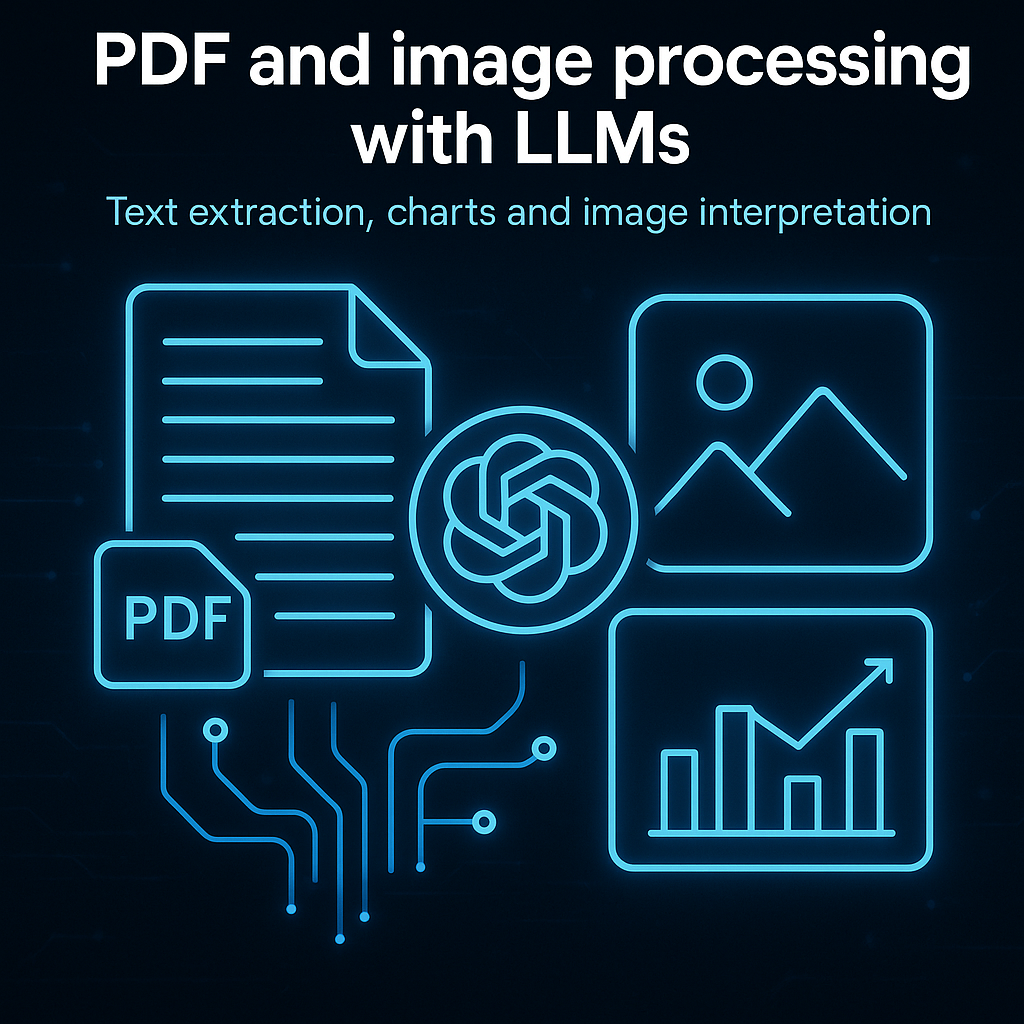 PDF and image processing
with LLMs
Text extraction, charts and image interpretation
PDF